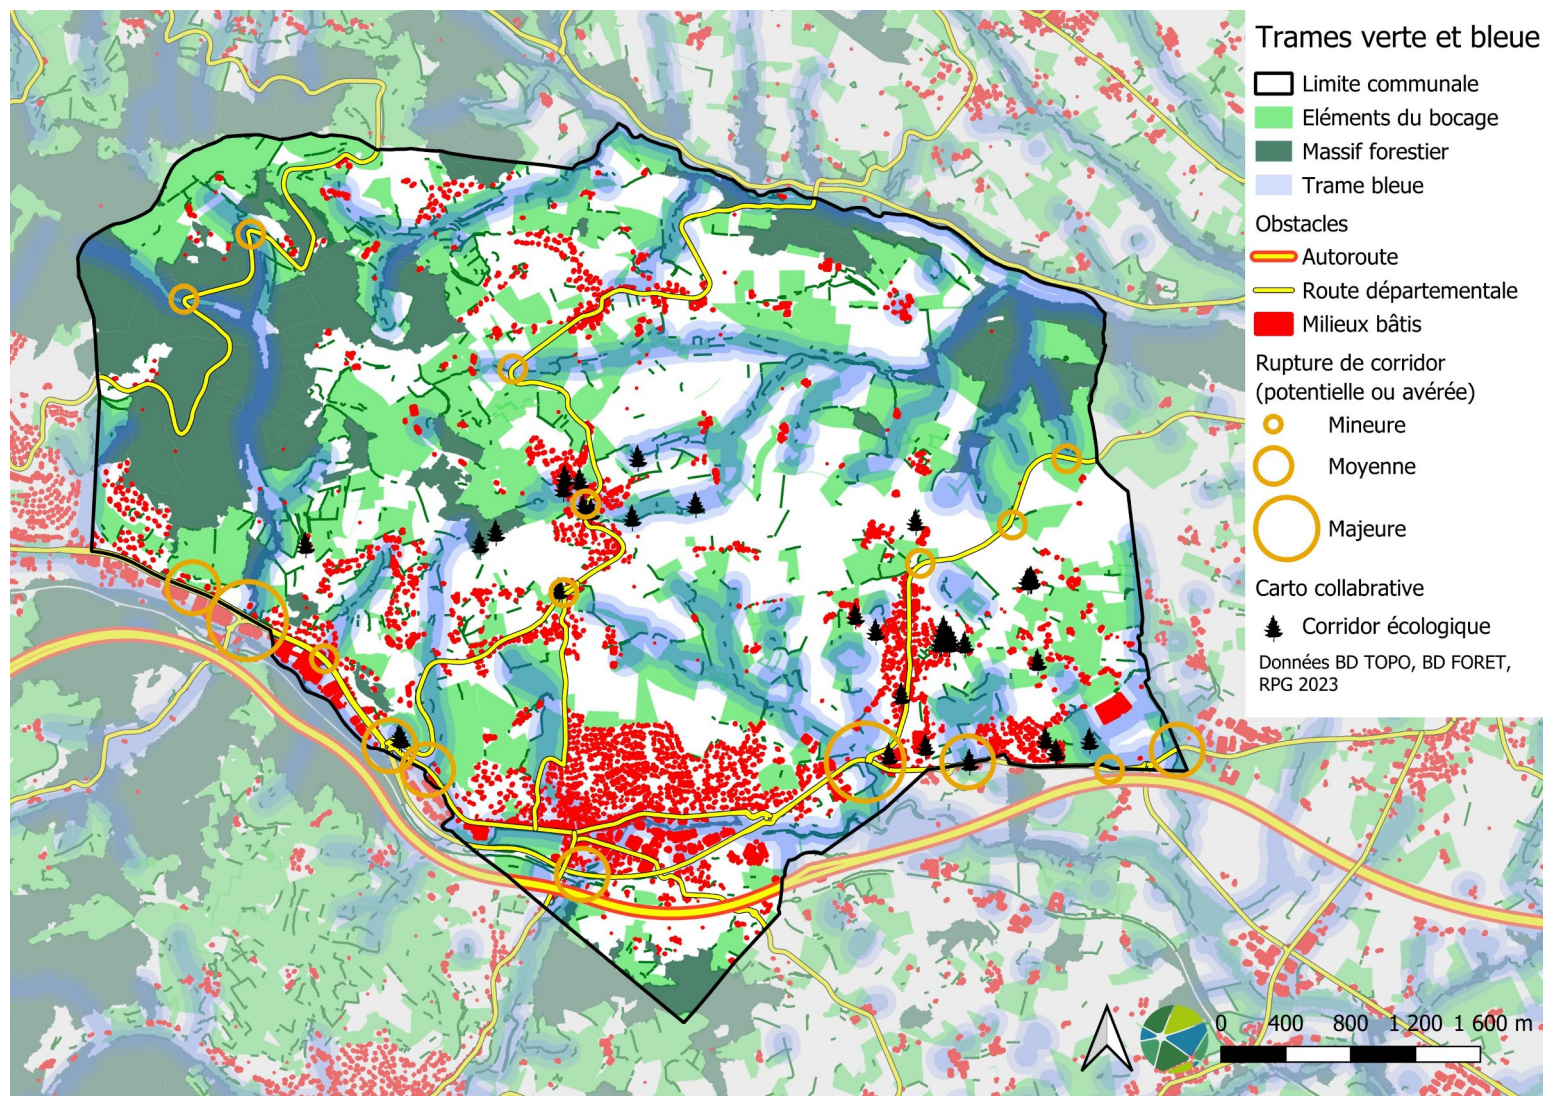 Trames verte et bleue
Limite communale
Eléments du bocage
Massif forestier
Trame bleue
Obstacles
Autoroute
Route départementale
Milieux bâtis
Rupture de corridor
(potentielle ou avérée)
Mineure
Moyenne
Majeure
Carto collabrative
Corridor écologique
Données BD TOPO, BD FORET,
RPG 2023
0 400 800 1 200 1 600 m